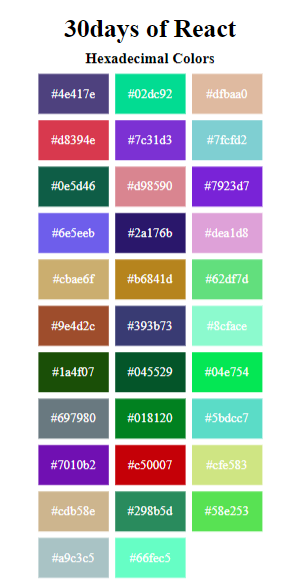 30days of React
Hexadecimal Colors
#4e417e #02dc92 #dfbaa0
#d8394e #7c31d3 #7fcfd2
#0e5d46 #d98590 #7923d7
#6e5eeb #2a176b #dea1d8
#cbae6f #b6841d #62df7d
#9e4d2c #393b73 #8cface
#1a4f07 #045529 #04e754
#697980 #018120 #5bdcc7
#7010b2 #c50007 #cfe583
#cdb58e #298b5d #58e253
#a9c3c5 #66fec5